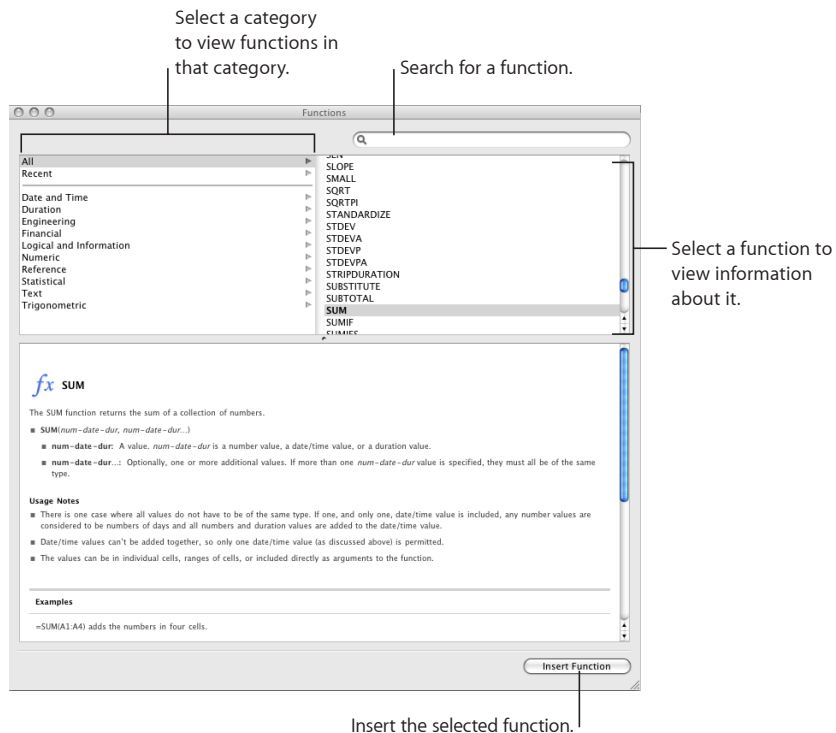 Select a category
to view functions in
that category.
Search for a function.
Functions
All
Recent
Date and Time
Duration
Engineering
Financial
Logical and Information
Numeric
Reference
Statistical
Text
Trigonometric
SLOPE
SMALL
SQRT
SQRTPI
STANDARDIZE
STDEV
STDEVA
STDEVP
STDEVPA
STRIPDURATION
SUBSTITUTE
SUBTOTAL
SUM
SUMIF
SUMIFS
Select a function to
view information
about it.
fx SUM
The SUM function returns the sum of a collection of numbers.
■ SUM(num-date-dur, num-date-dur...)
■ num-date-dur: A value. num-date-dur is a number value, a date/time value, or a duration value.
■ num-date-dur...: Optionally, one or more additional values. If more than one num-date-dur value is specified, they must all be of the same
type.
Usage Notes
■ There is one case where all values do not have to be of the same type. If one, and only one, date/time value is included, any number values are
considered to be numbers of days and all numbers and duration values are added to the date/time value.
■ Date/time values can't be added together, so only one date/time value (as discussed above) is permitted.
■ The values can be in individual cells, ranges of cells, or included directly as arguments to the function.
Examples
=SUM(A1:A4) adds the numbers in four cells.
Insert Function
Insert the selected function.